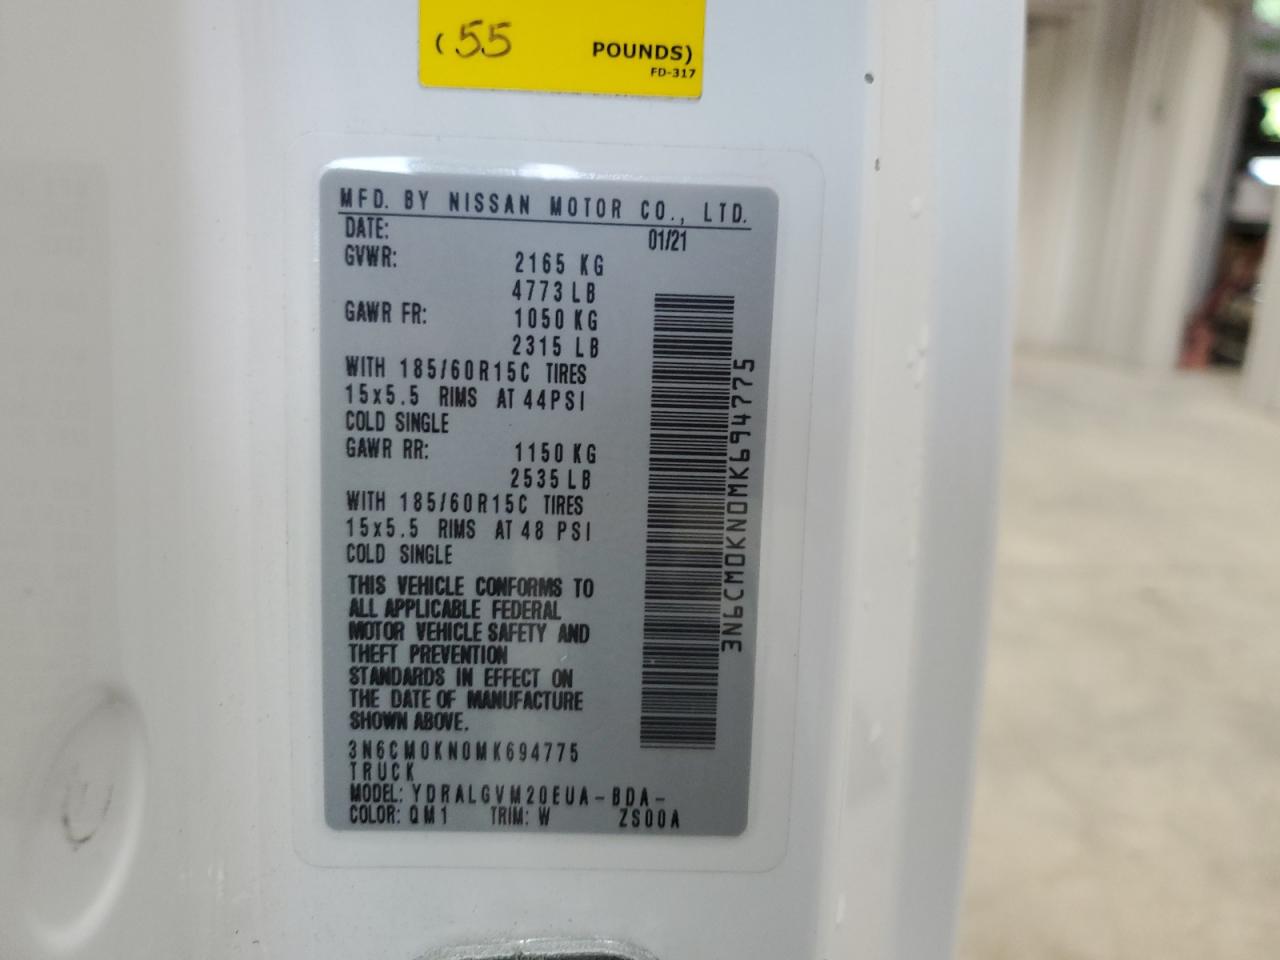 (55 POUNDS)
FD-317
MFD. BY NISSAN MOTOR CO., LTD.
DATE: 01/21
GVWR: 2165 KG
4773 LB
GAWR FR: 1050 KG
2315 LB
WITH 185/60R15C TIRES
15x5.5 RIMS AT 44PSI
COLD SINGLE
GAWR RR: 1150 KG
2535 LB
WITH 185/60R15C TIRES
15x5.5 RIMS AT 48 PSI
COLD SINGLE
THIS VEHICLE CONFORMS TO
ALL APPLICABLE FEDERAL
MOTOR VEHICLE SAFETY AND
THEFT PREVENTION
STANDARDS IN EFFECT ON
THE DATE OF MANUFACTURE
SHOWN ABOVE.
3N6CM0KN0MK694775
TRUCK
MODEL: YDRALGVM20EUA-BDA-
COLOR: QM1 TRIM: W ZS00A
3N6CM0KN0MK694775